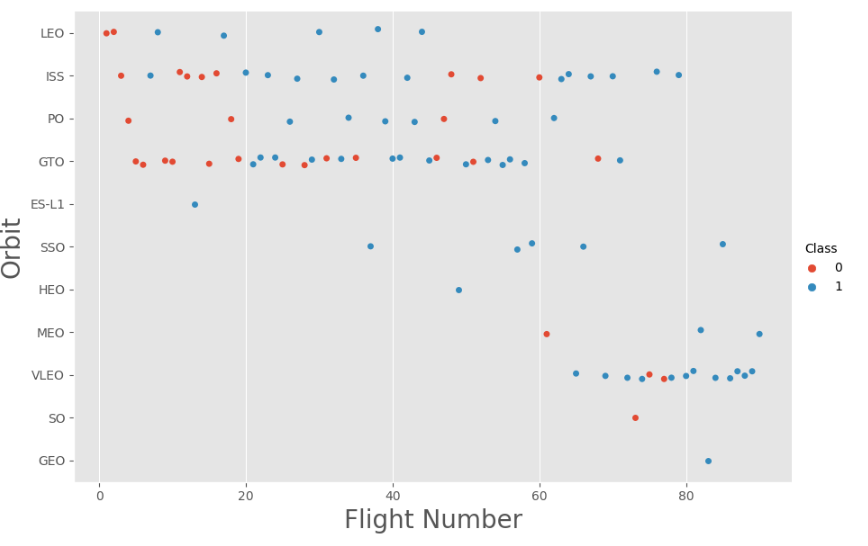 LEO
ISS
PO
GTO
ES-L1
SSO
HEO
MEO
VLEO
SO
GEO
Orbit
0 20 40 60 80
Flight Number
Class
0
1